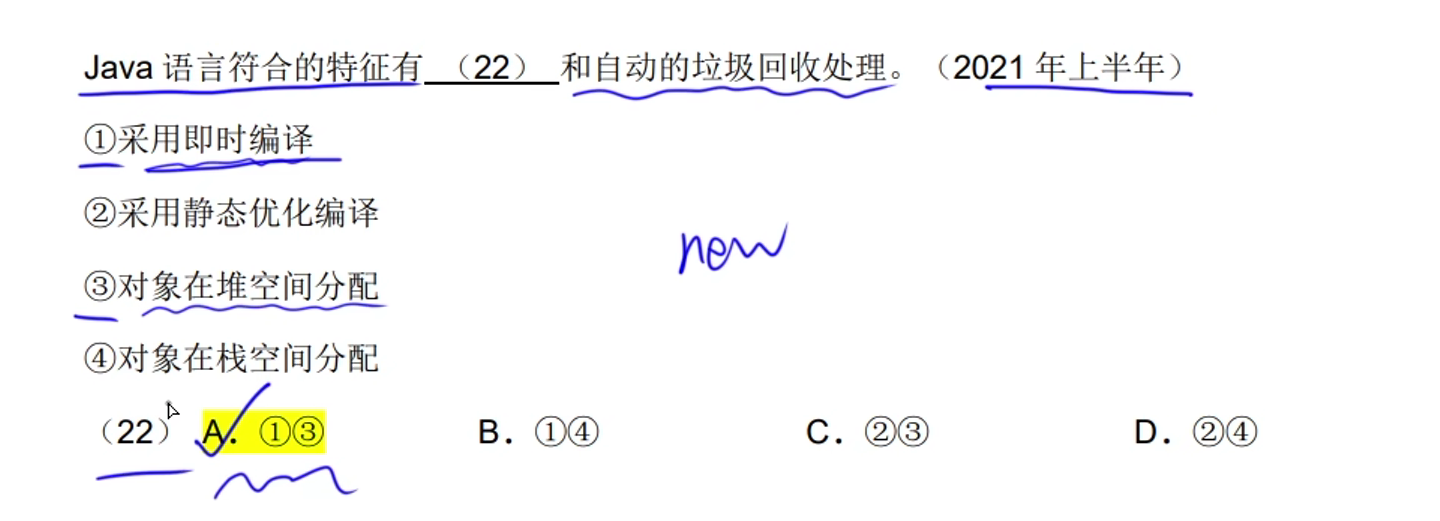 Java 语言符合的特征有 （22） 和自动的垃圾回收处理。（2021 年上半年）
①采用即时编译
②采用静态优化编译
new
③对象在堆空间分配
④对象在栈空间分配
（22） A. ①③ B. ①④ C. ②③ D. ②④